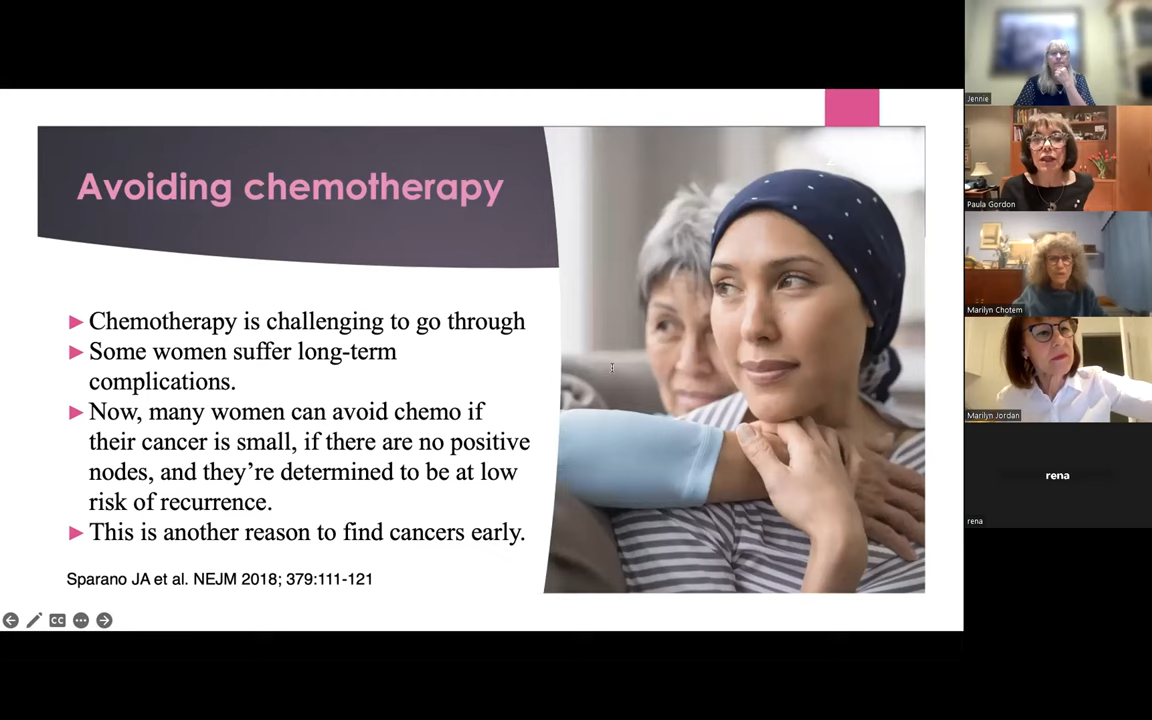 Avoiding chemotherapy
► Chemotherapy is challenging to go through
► Some women suffer long-term
complications.
► Now, many women can avoid chemo if
their cancer is small, if there are no positive
nodes, and they're determined to be at low
risk of recurrence.
► This is another reason to find cancers early.
Sparano JA et al. NEJM 2018; 379:111-121
CC
Jennie
Paula Gordon
Marilyn Chotem
Marilyn Jordan
rena
rena